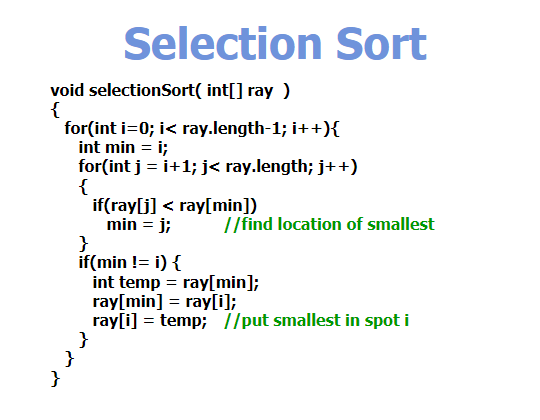 Selection Sort
void selectionSort( int[] ray  )
{
   for(int i=0; i< ray.length-1; i++){
      int min = i;
      for(int j = i+1; j< ray.length; j++)
      {
         if(ray[j] < ray[min])
            min = j;          //find location of smallest
      }
      if(min != i) {
         int temp = ray[min];
         ray[min] = ray[i];
         ray[i] = temp;   //put smallest in spot i
      }
   }
}